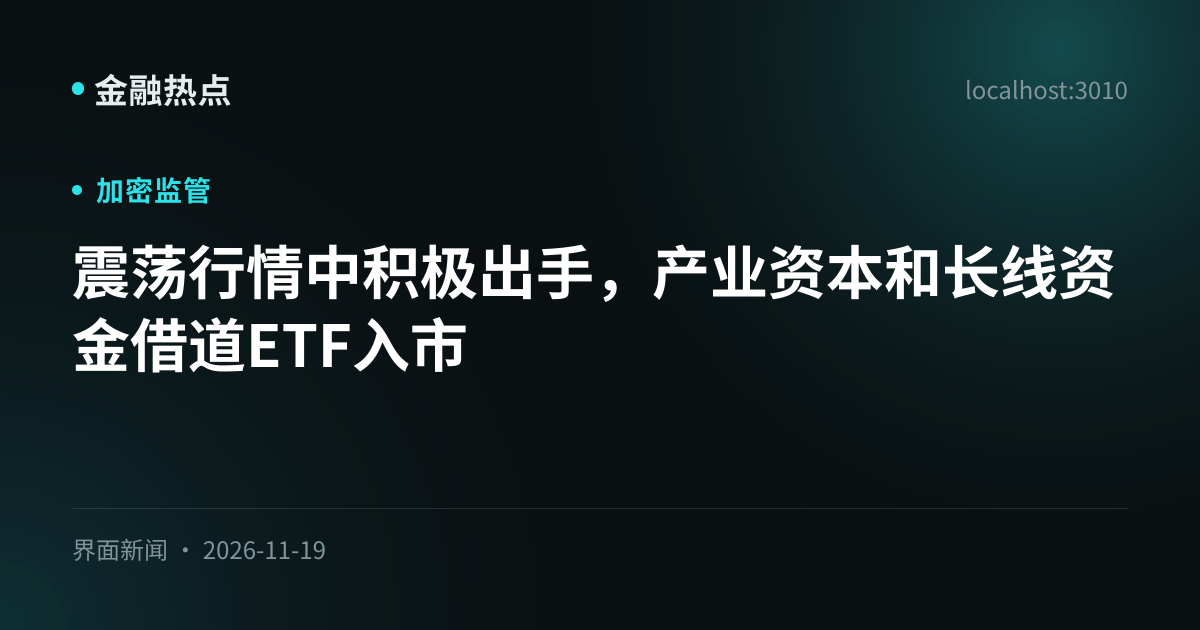 金融热点
localhost:3010
加密监管
震荡行情中积极出手，产业资本和长线资
金借道ETF入市
界面新闻 · 2026-11-19